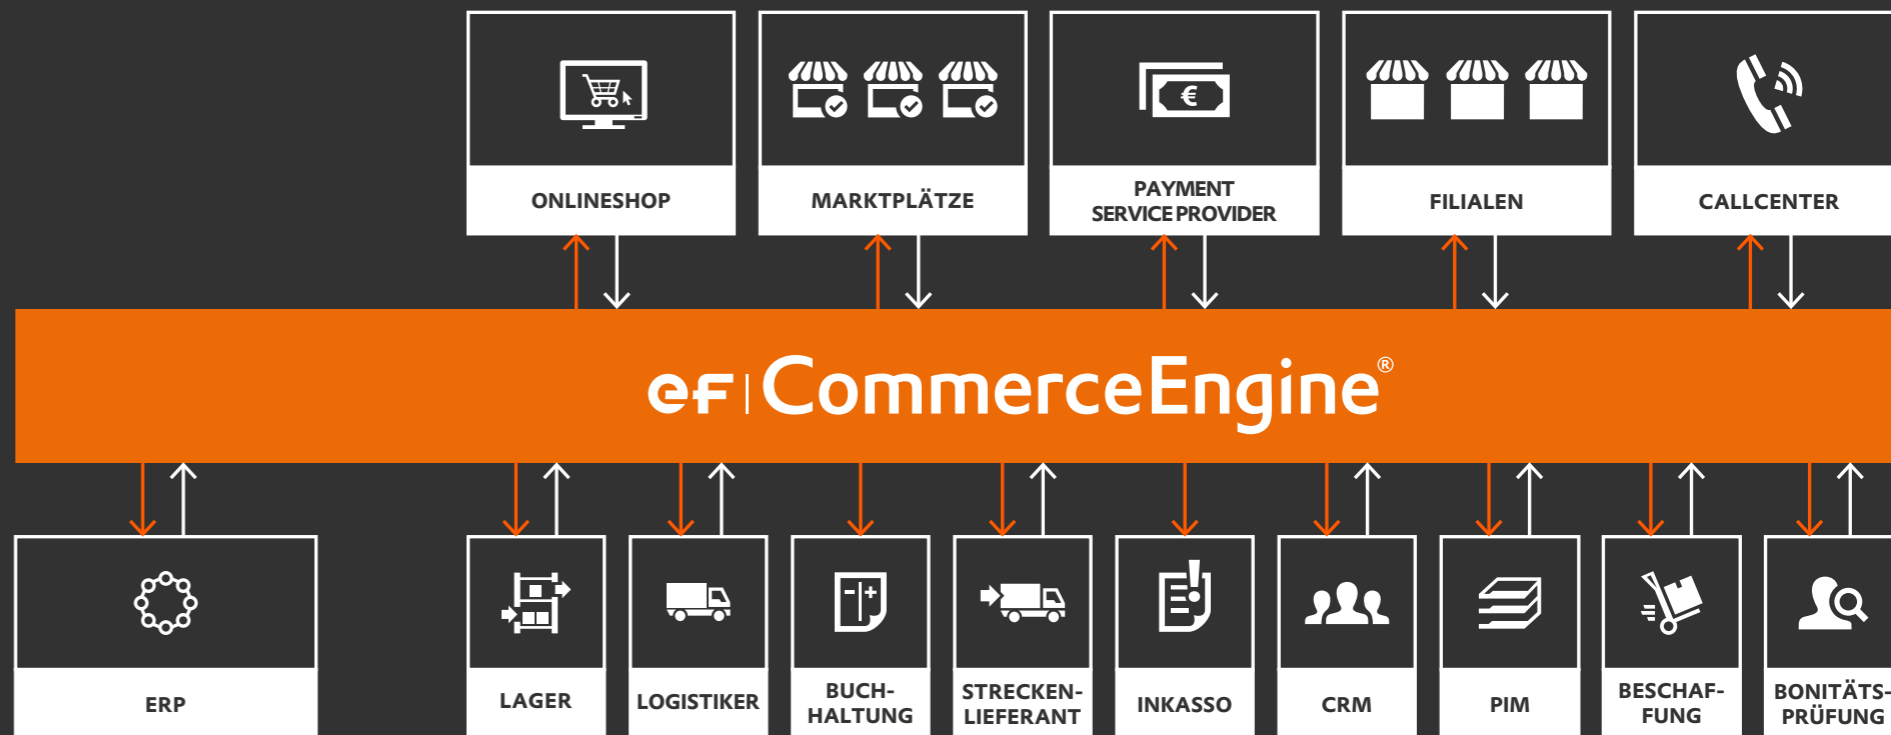 ONLINESHOP
MARKTPLÄTZE
PAYMENT
SERVICE PROVIDER
FILIALEN
CALLCENTER
eF|CommerceEngine®
ERP
LAGER
LOGISTIKER
BUCH-
HALTUNG
STRECKEN-
LIEFERANT
INKASSO
CRM
PIM
BESCHAF-
FUNG
BONITÄTS-
PRÜFUNG